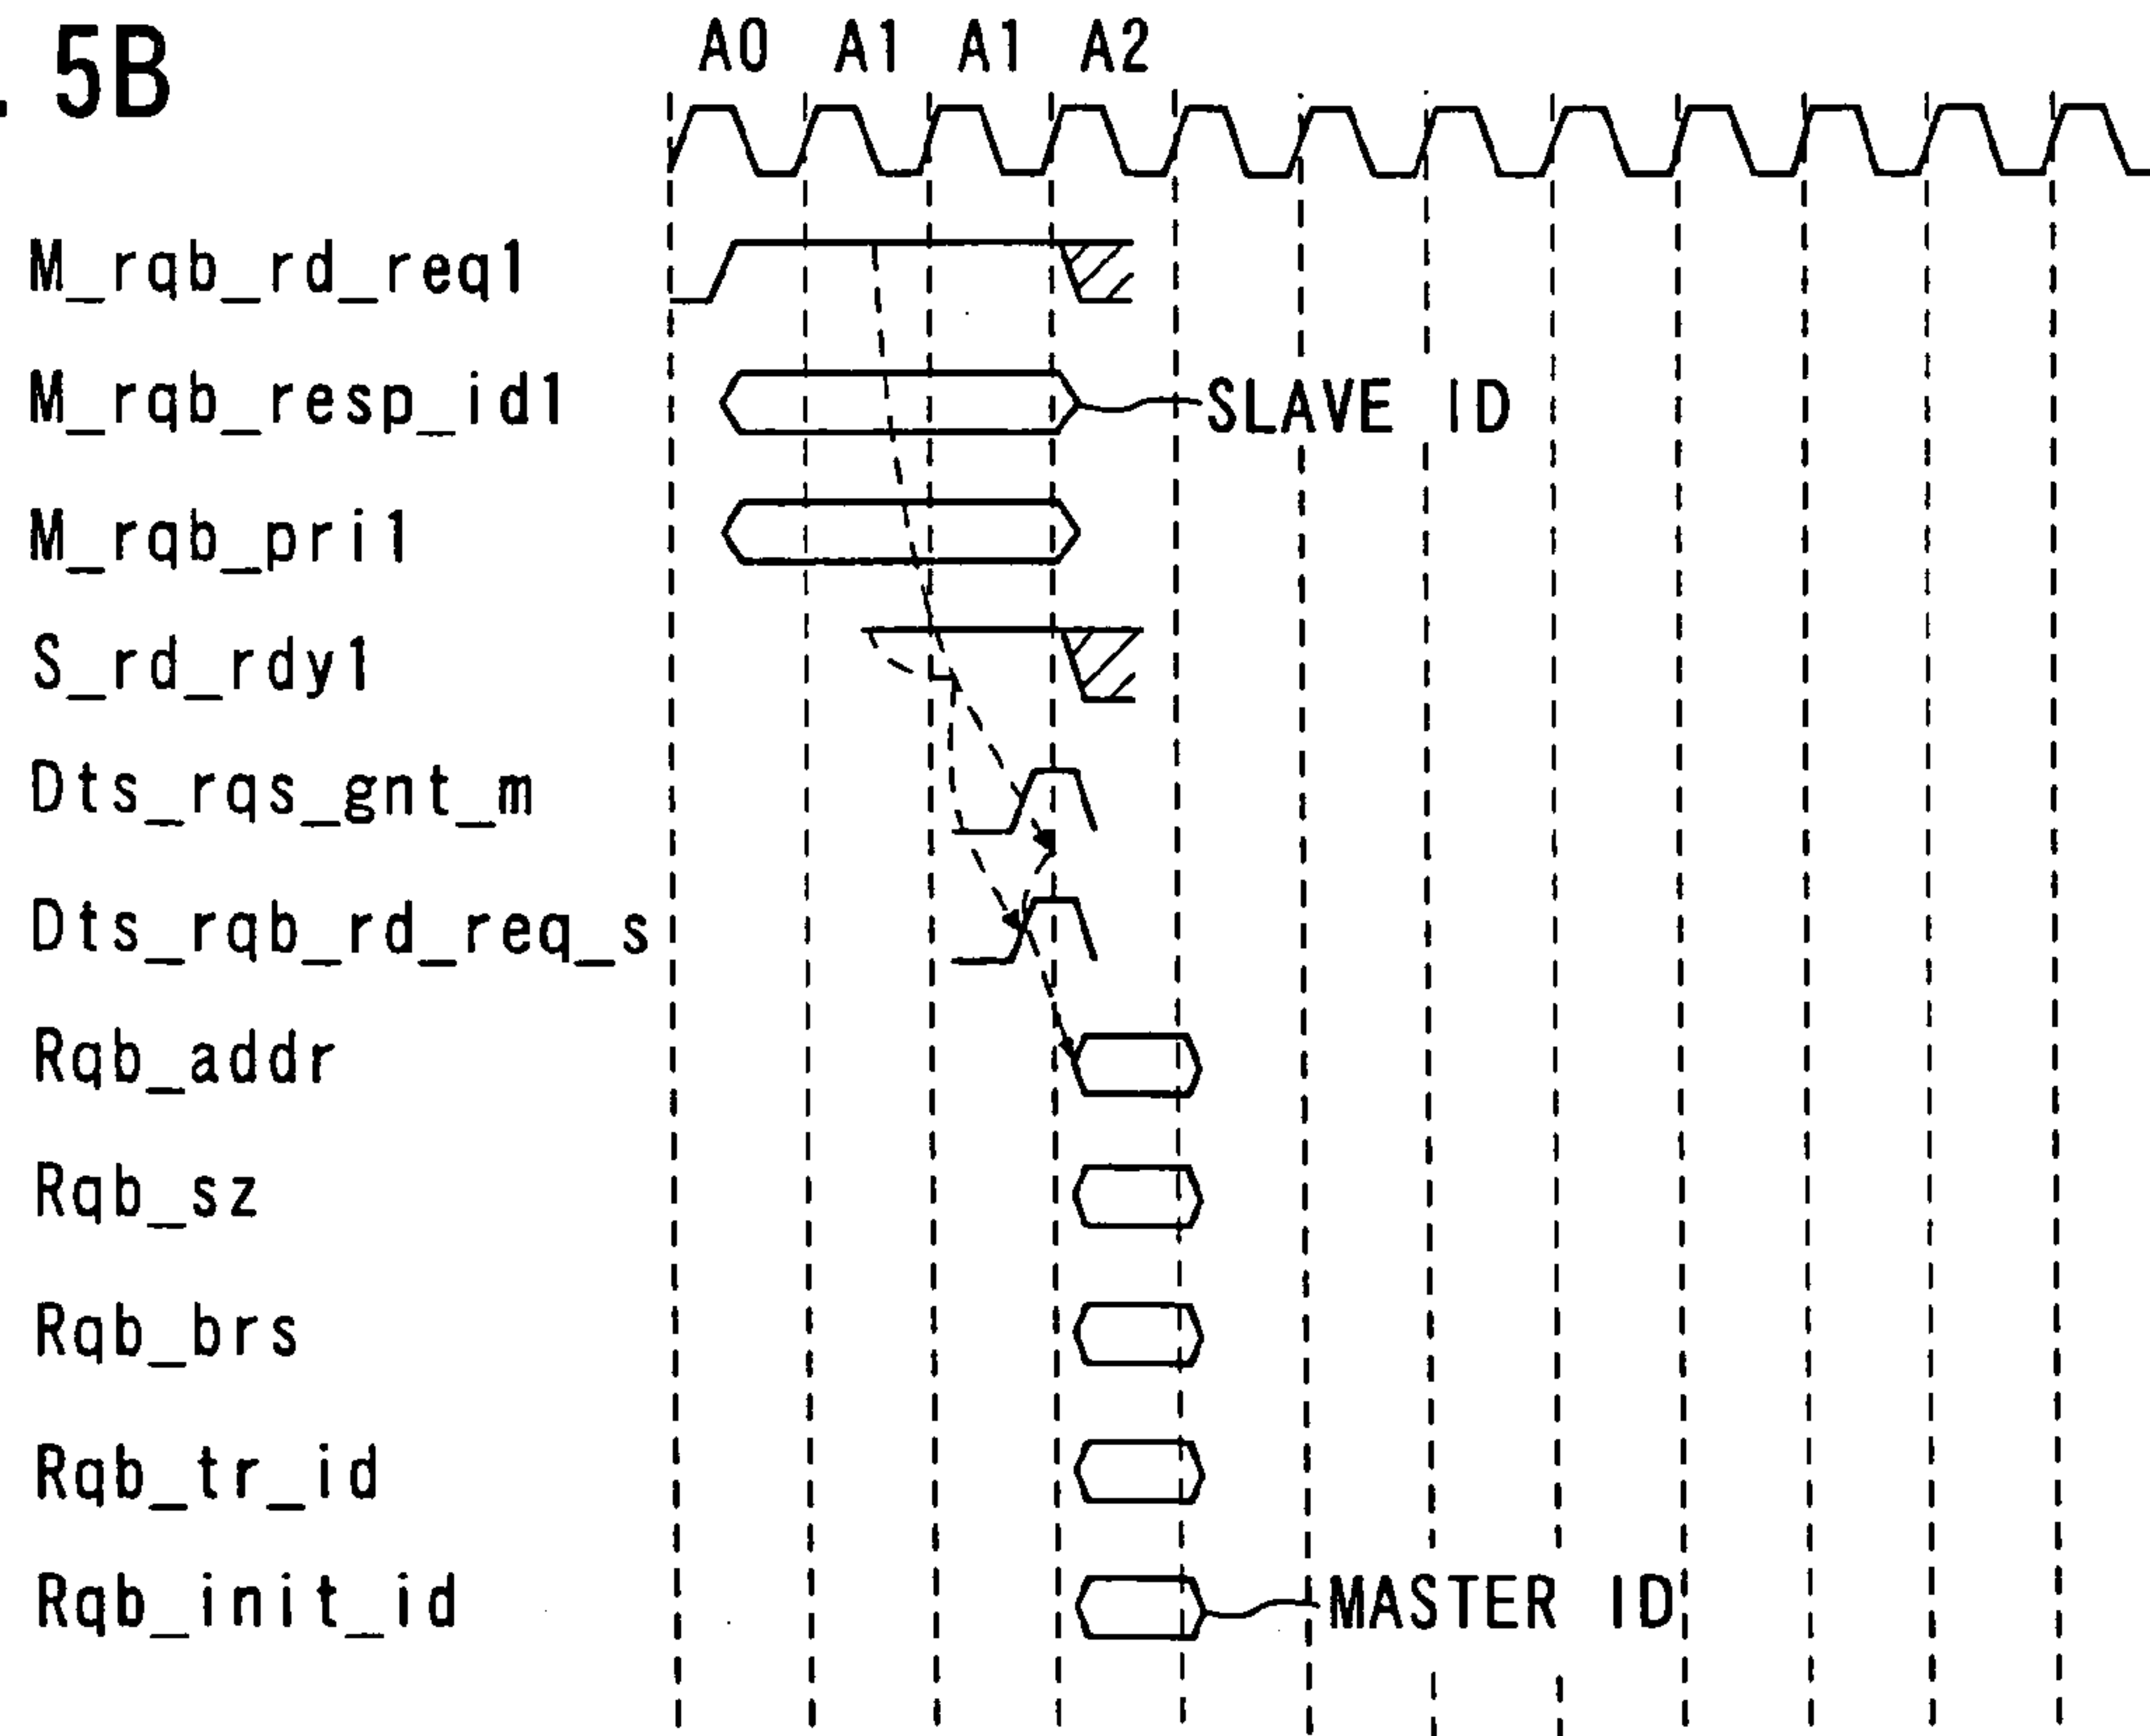 . 5B
A0 A1 A1 A2
M_rqb_rd_req1
M_rqb_resp_id1
SLAVE ID
M_rqb_pri1
S_rd_rdy1
Dts_rqs_gnt_m
Dts_rqb_rd_req_s
Rqb_addr
Rqb_sz
Rqb_brs
Rqb_tr_id
Rqb_init_id
MASTER ID